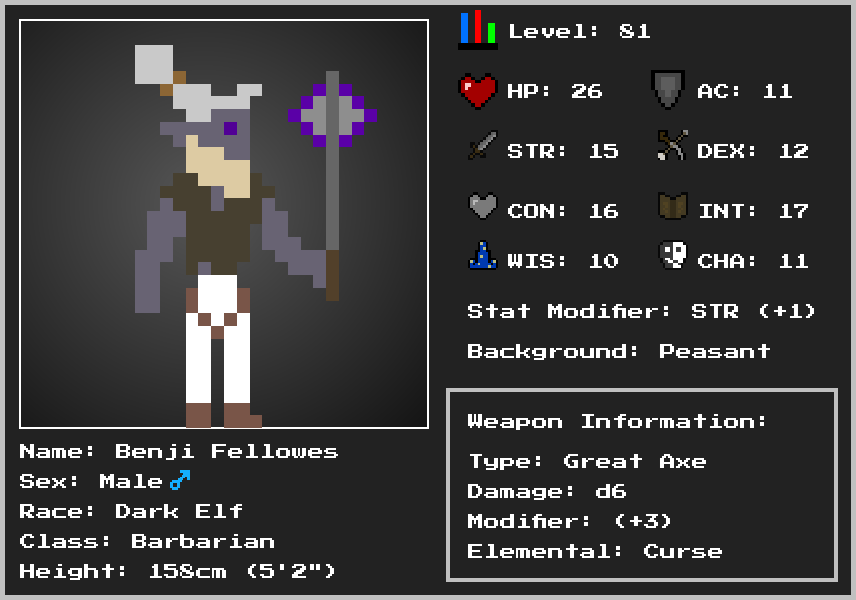 Level: 81
HP: 26
AC: 11
STR: 15
DEX: 12
CON: 16
INT: 17
WIS: 10
CHA: 11
Stat Modifier: STR (+1)
Background: Peasant
Weapon Information:
Type: Great Axe
Damage: d6
Modifier: (+3)
Elemental: Curse
Name: Benji Fellowes
Sex: Male ♂
Race: Dark Elf
Class: Barbarian
Height: 158cm (5'2")